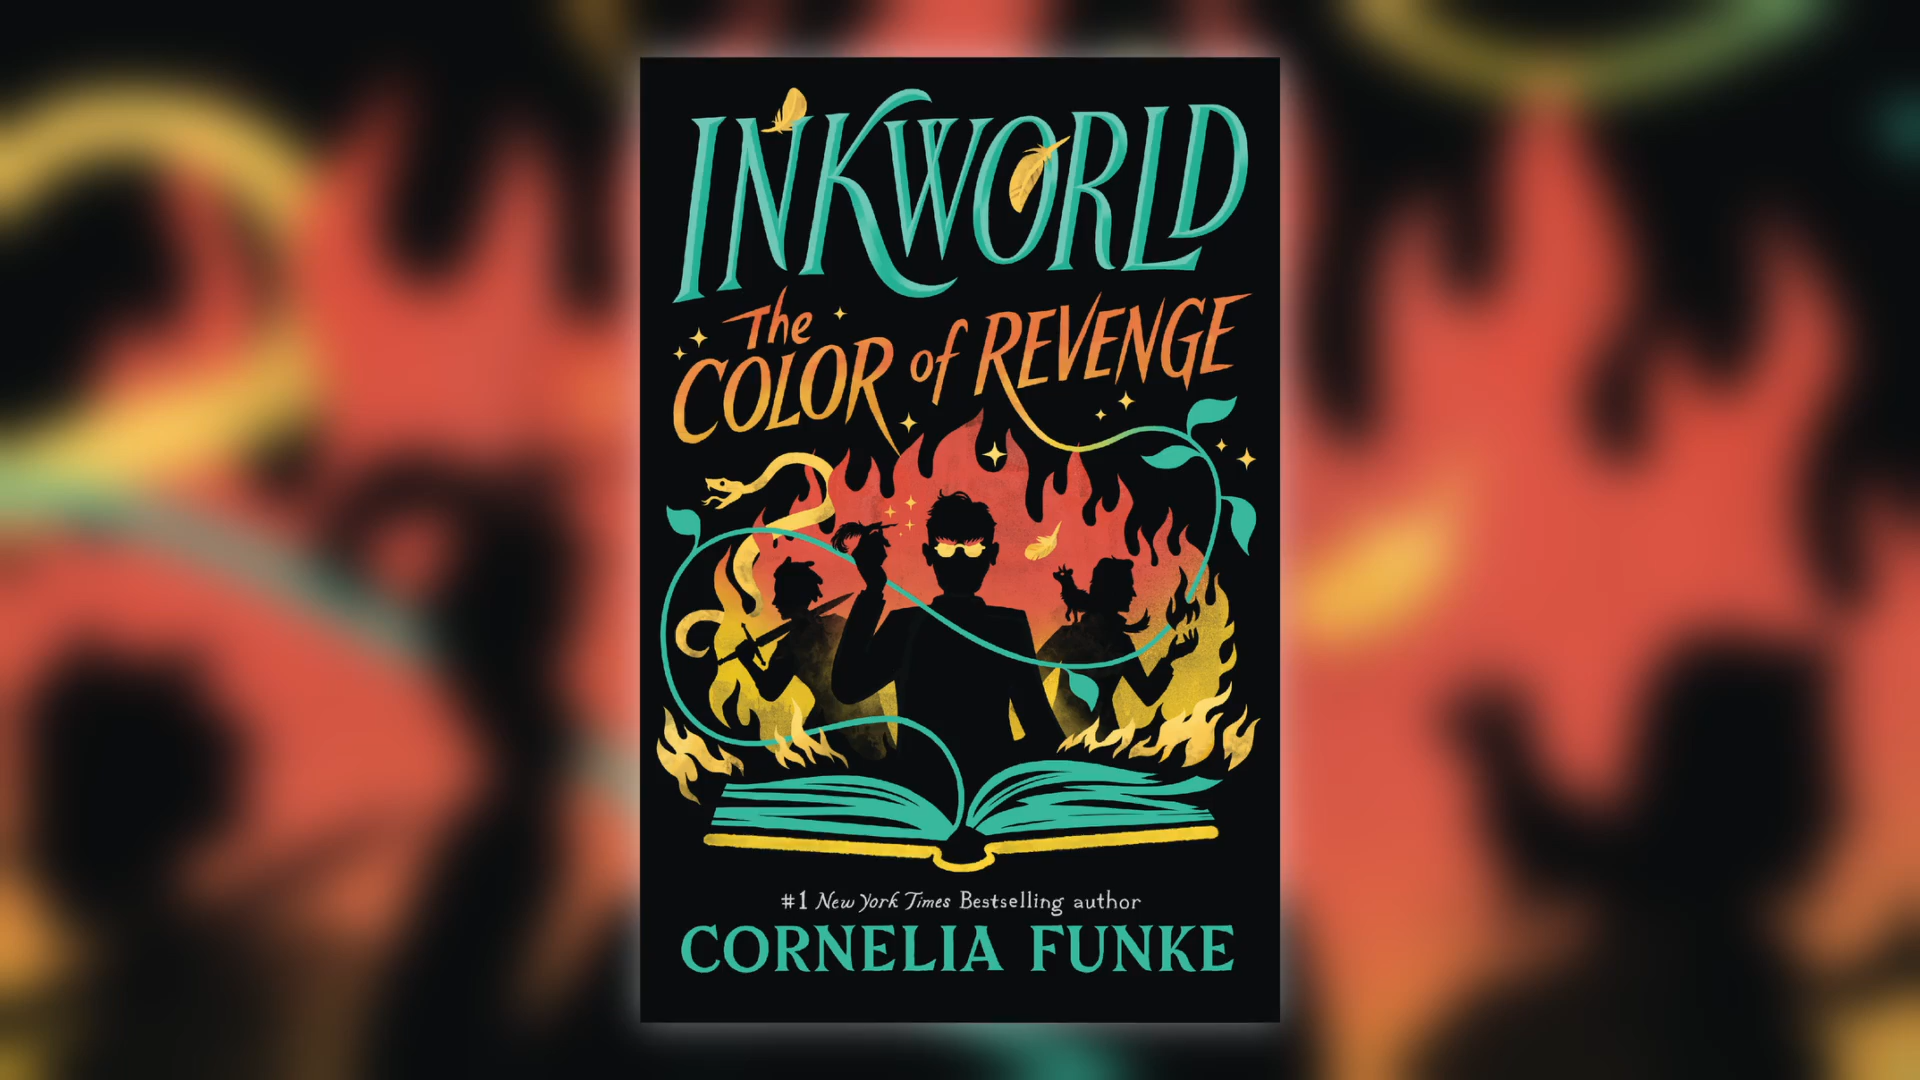 INKWORLD
The
COLOR of REVENGE
#1 New York Times Bestselling author
CORNELIA FUNKE